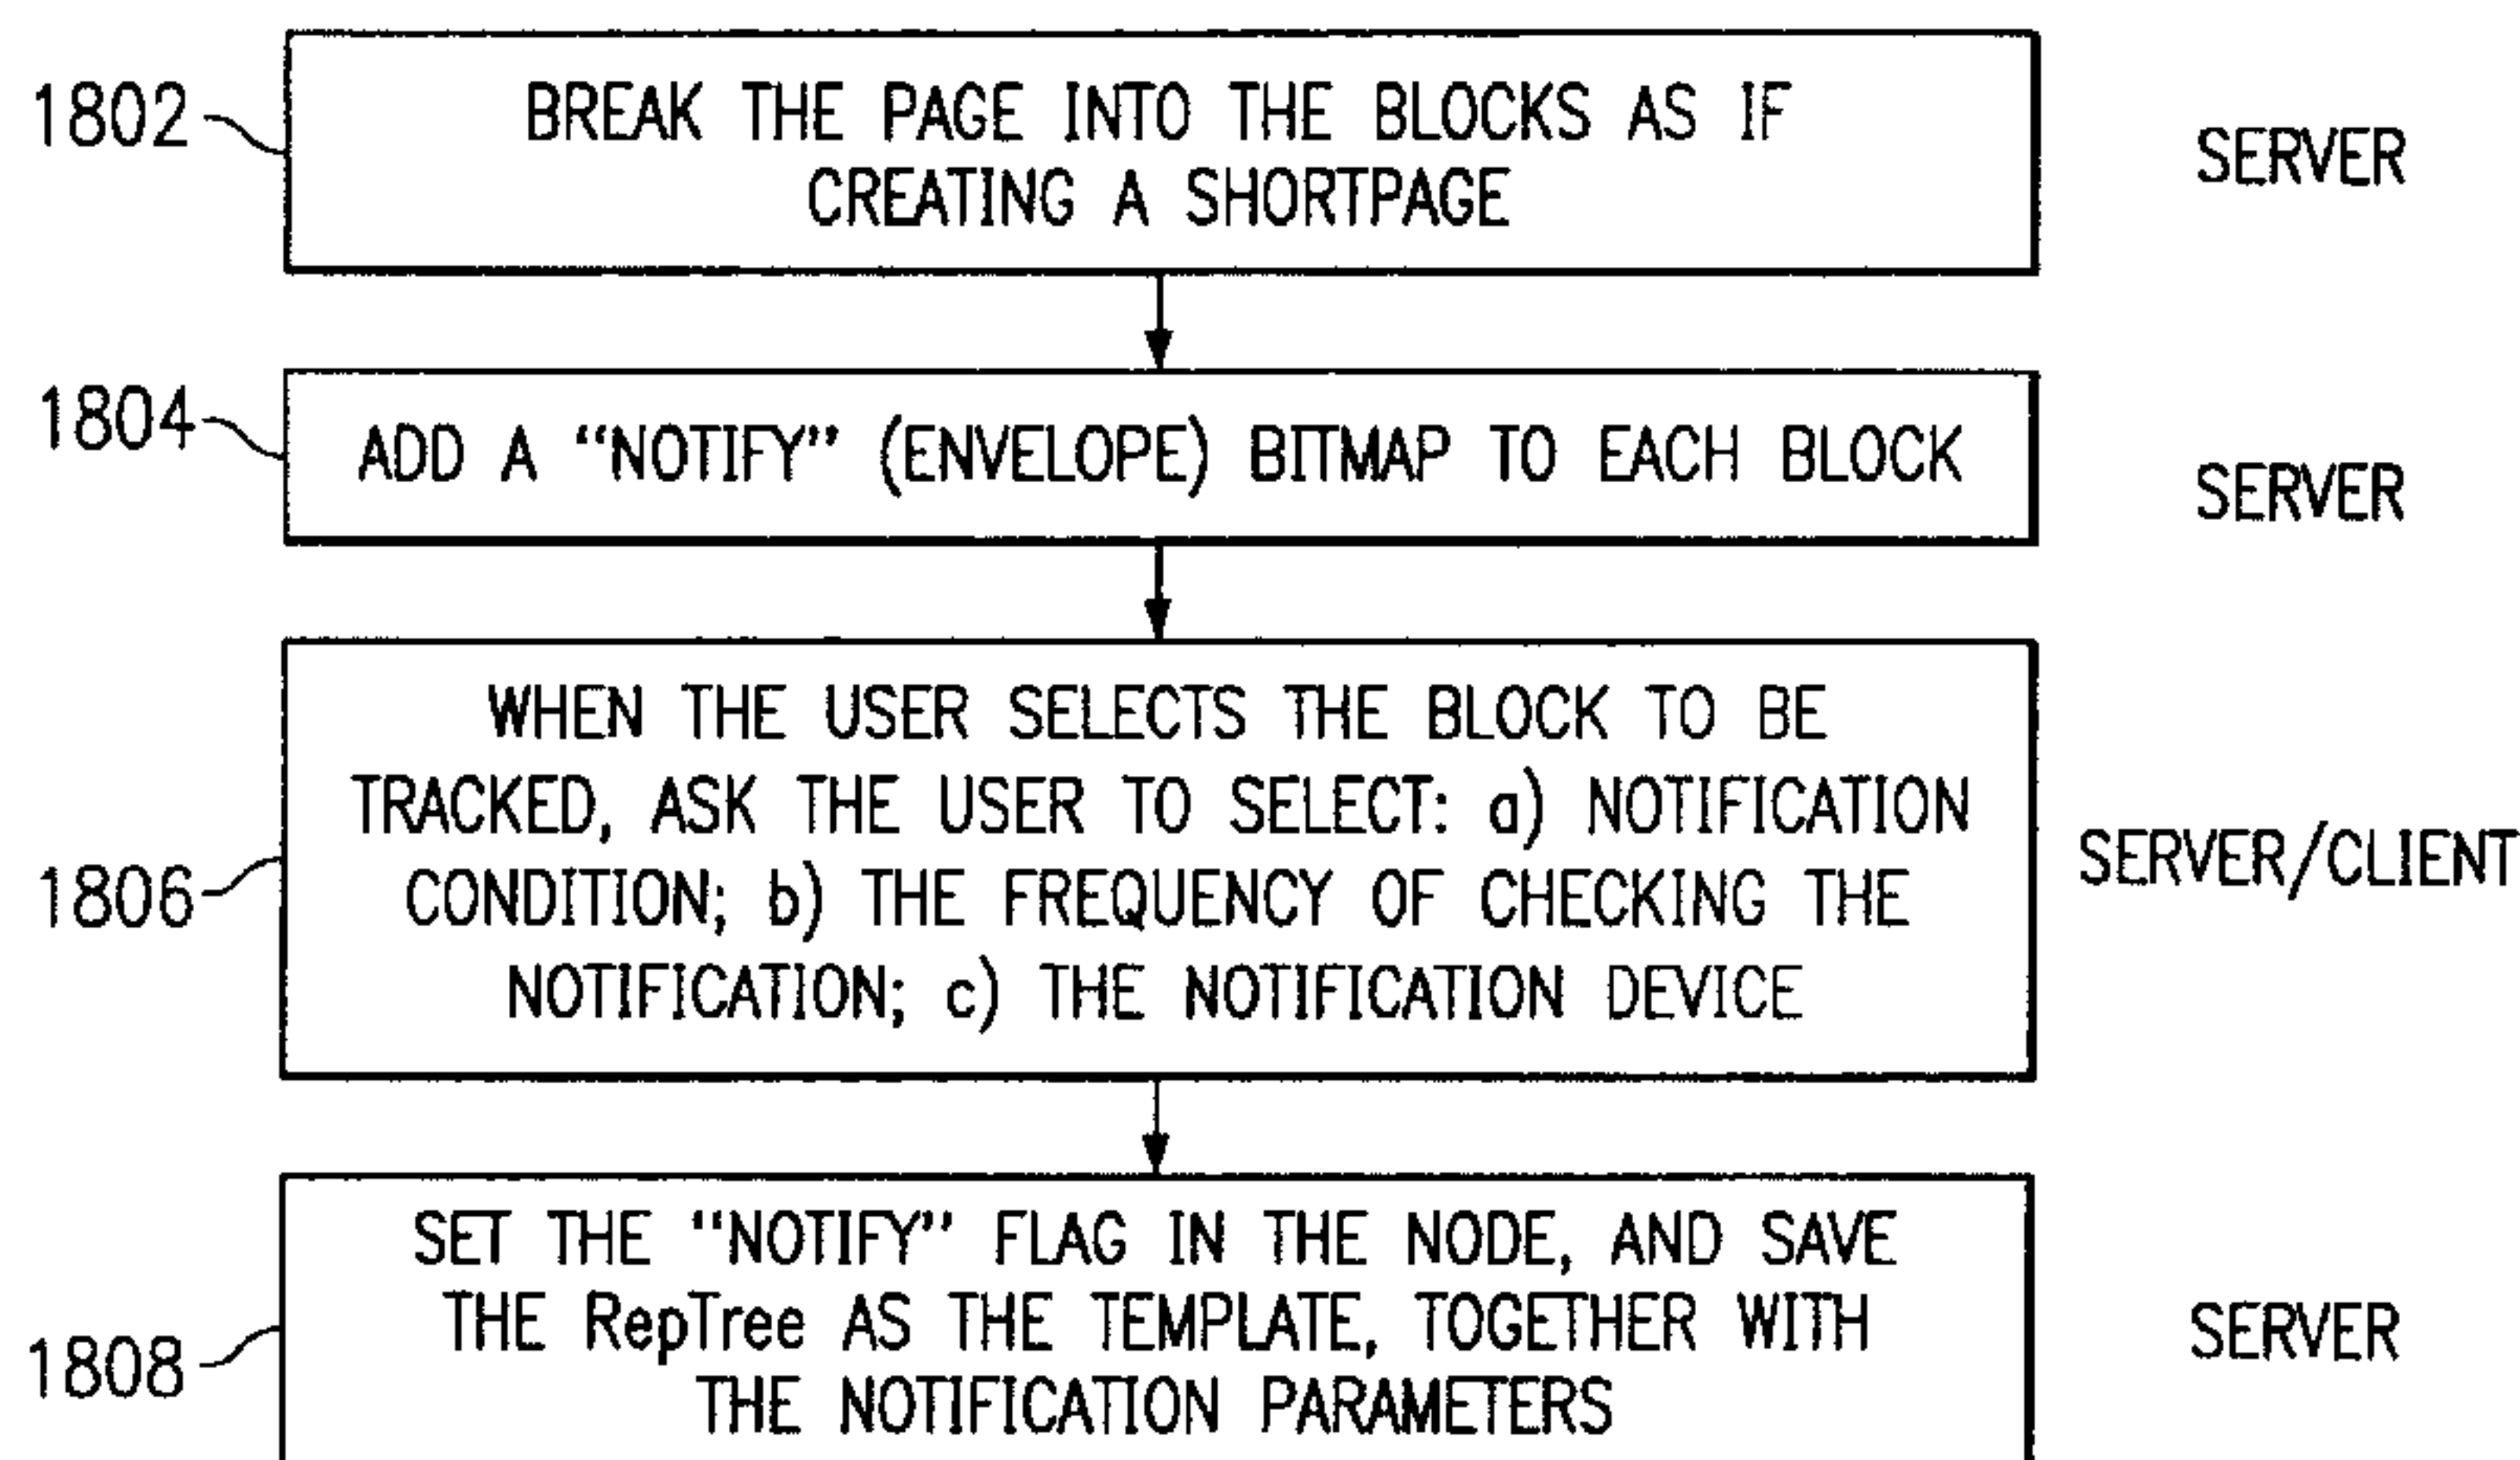 1802
BREAK THE PAGE INTO THE BLOCKS AS IF
CREATING A SHORTPAGE
SERVER
1804
ADD A “NOTIFY” (ENVELOPE) BITMAP TO EACH BLOCK
SERVER
1806
WHEN THE USER SELECTS THE BLOCK TO BE
TRACKED, ASK THE USER TO SELECT: a) NOTIFICATION
CONDITION; b) THE FREQUENCY OF CHECKING THE
NOTIFICATION; c) THE NOTIFICATION DEVICE
SERVER/CLIENT
1808
SET THE “NOTIFY” FLAG IN THE NODE, AND SAVE
THE RepTree AS THE TEMPLATE, TOGETHER WITH
THE NOTIFICATION PARAMETERS
SERVER